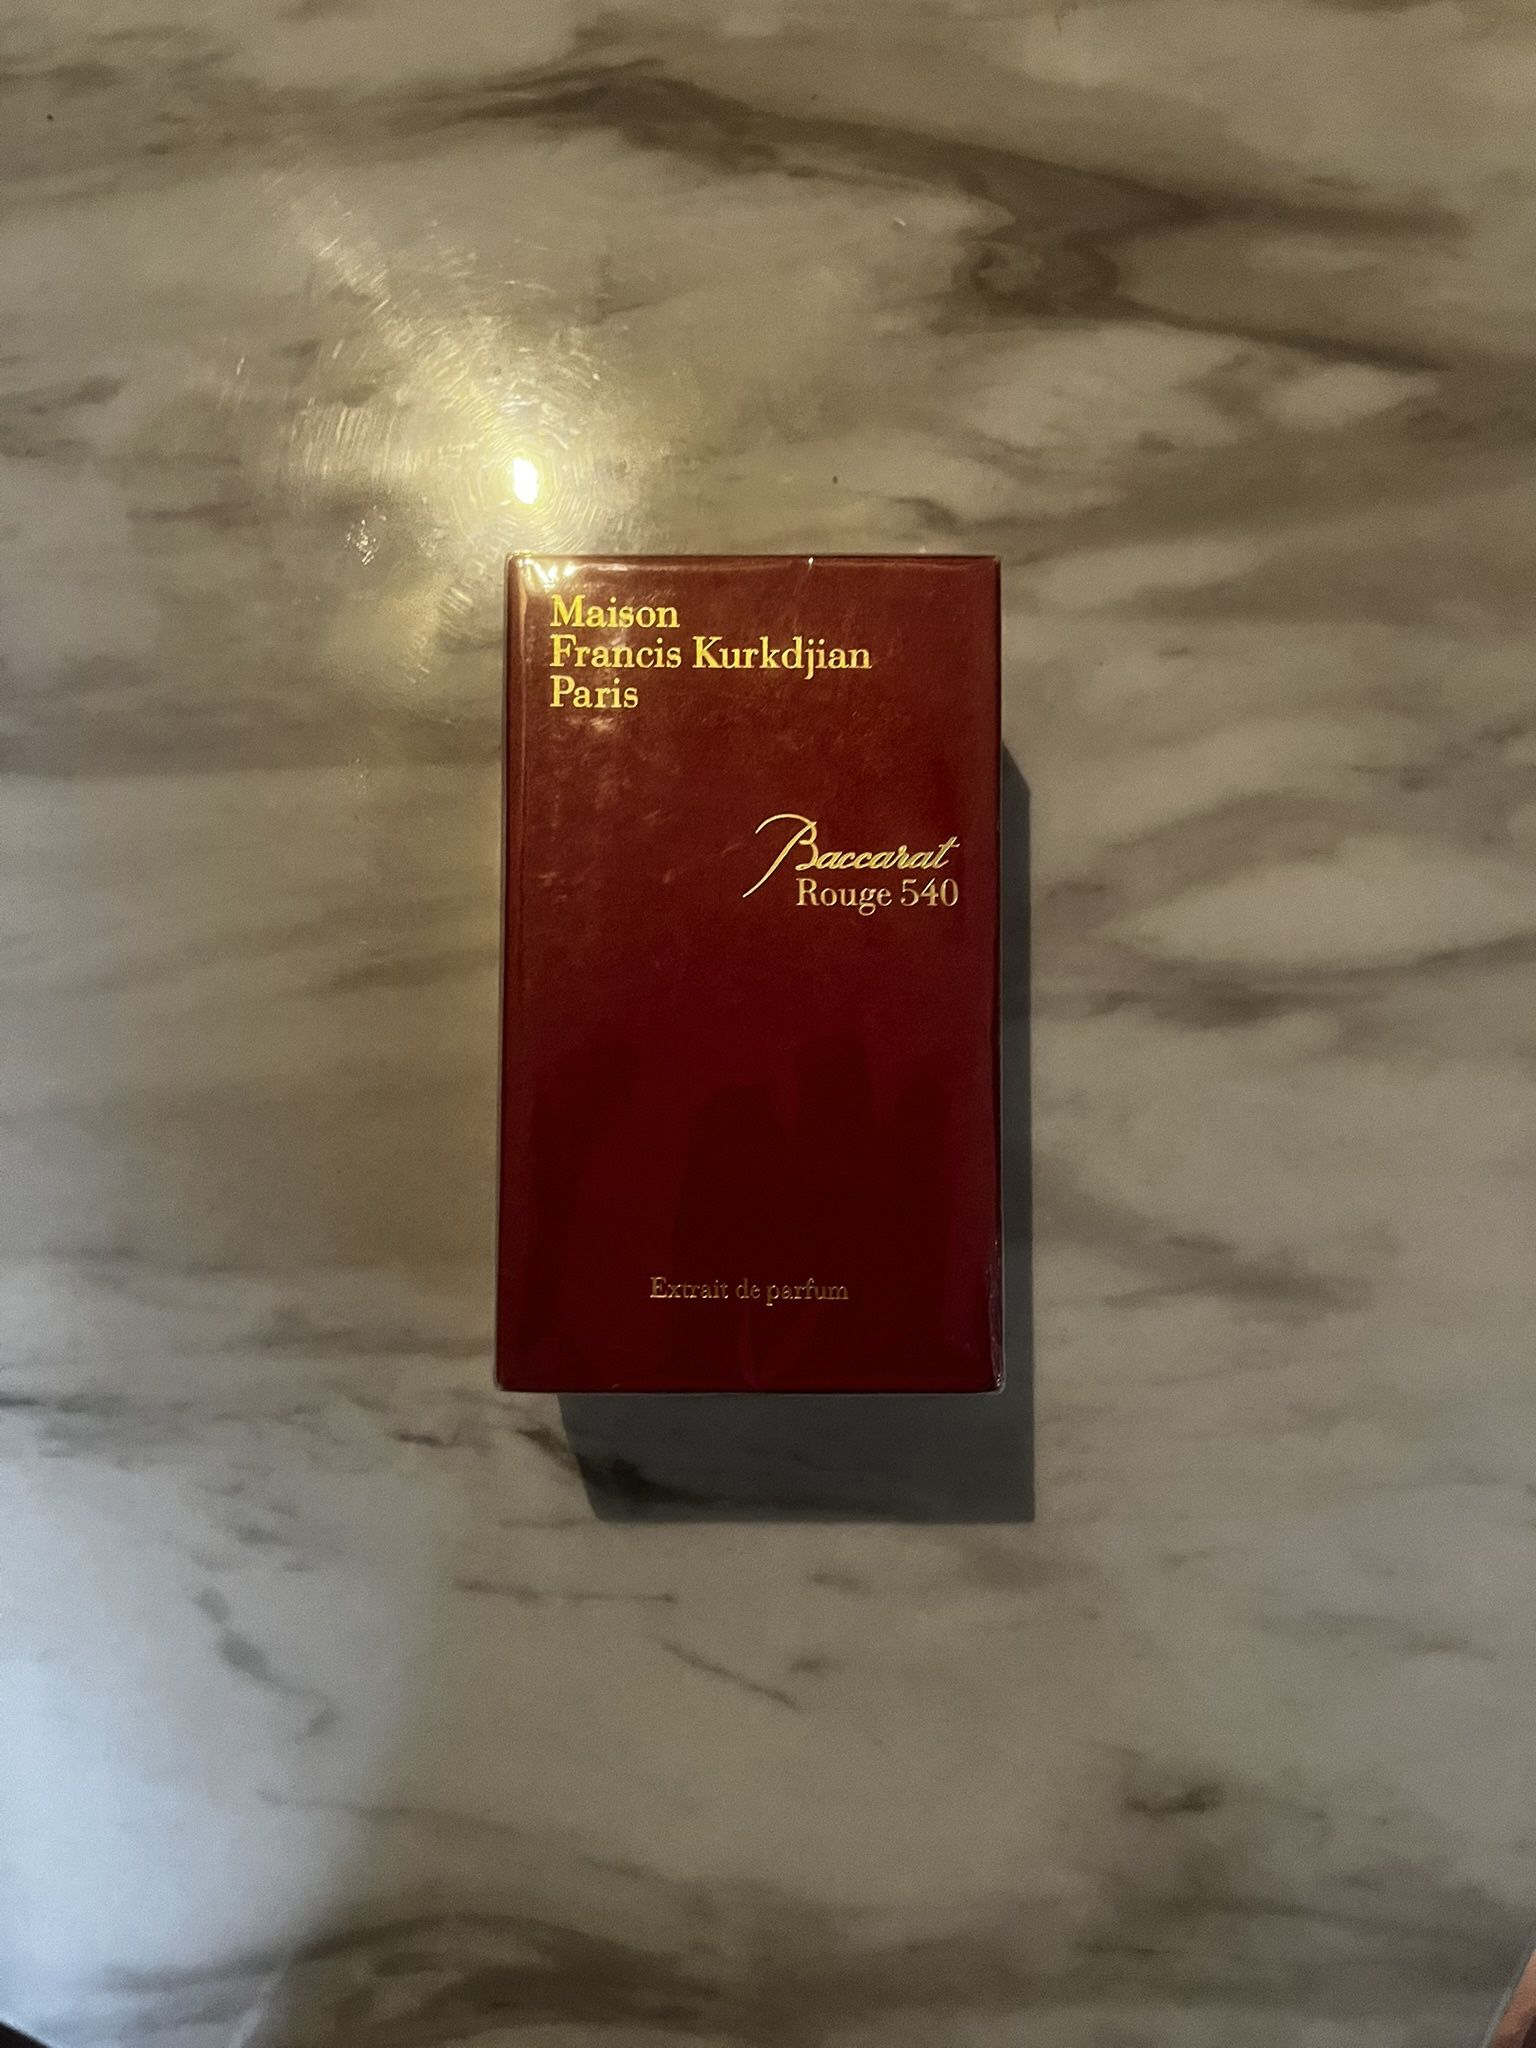 Maison
Francis Kurkdjian
Paris
Baccarat
Rouge 540
Extrait de parfum